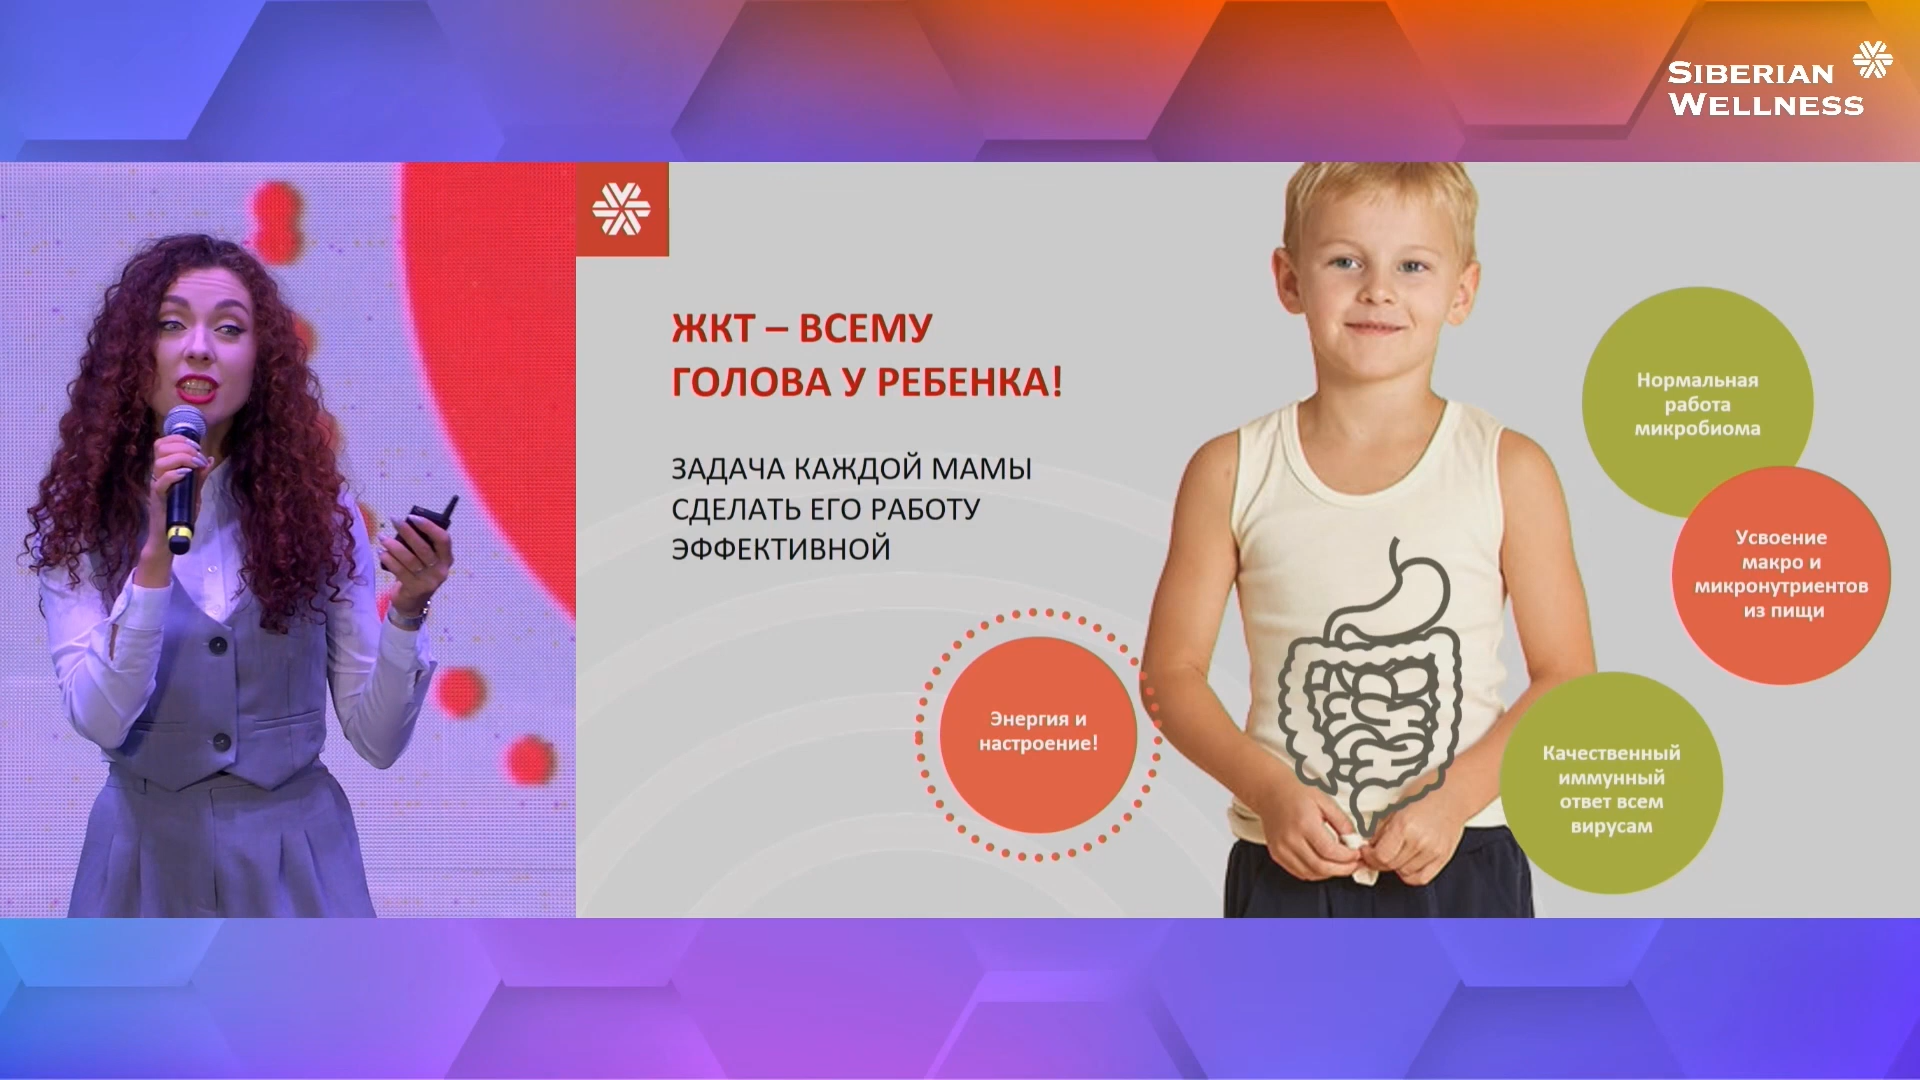 SIBERIAN
WELLNESS
ЖКТ – ВСЕМУ
ГОЛОВА У РЕБЕНКА!
ЗАДАЧА КАЖДОЙ МАМЫ
СДЕЛАТЬ ЕГО РАБОТУ
ЭФФЕКТИВНОЙ
Энергия и
настроение!
Нормальная
работа
микробиома
Усвоение
макро и
микронутриентов
из пищи
Качественный
иммунный
ответ всем
вирусам